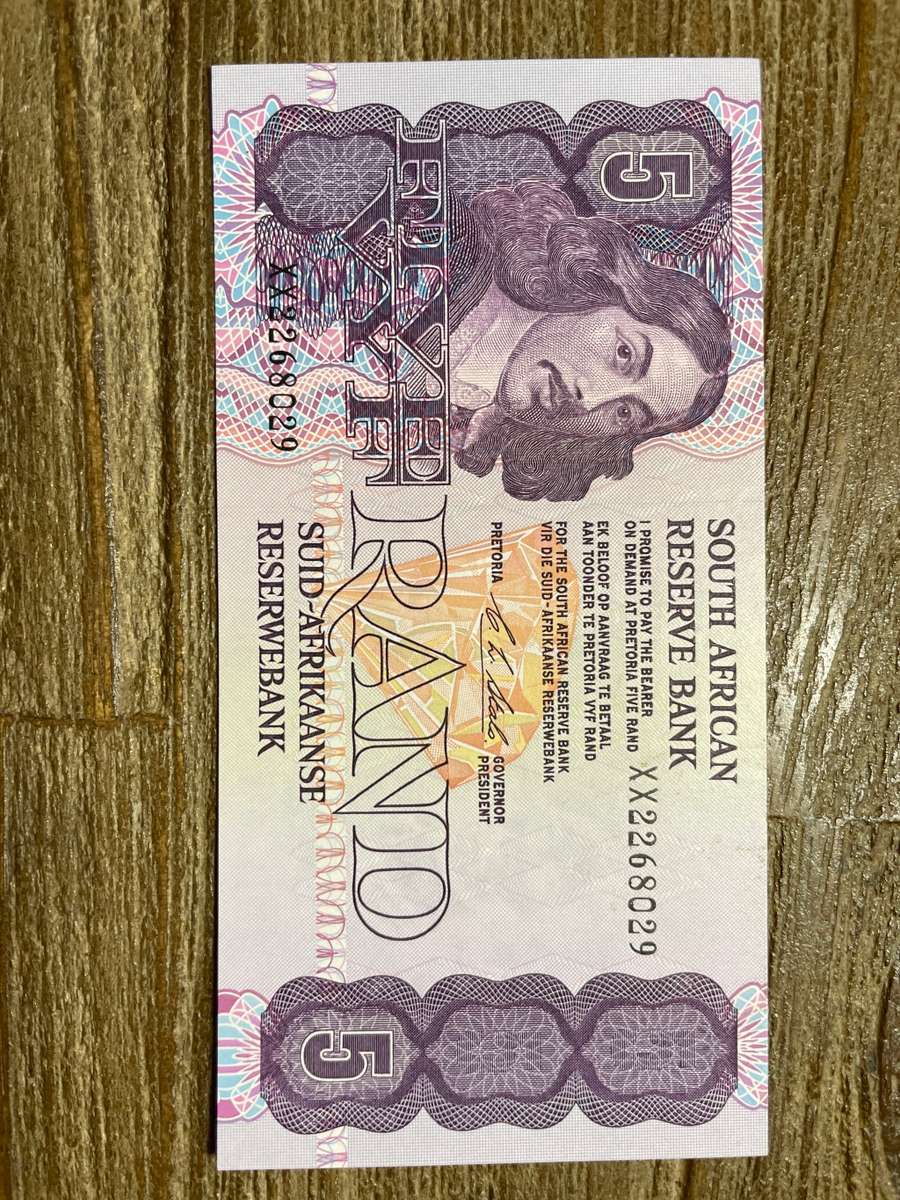 5
SOUTH AFRICAN
RESERVE BANK
I PROMISE TO PAY THE BEARER
ON DEMAND AT PRETORIA FIVE RAND
XX2268029
EK BELOOF OP AANVRAAG TE BETAAL
AAN TOONDER TE PRETORIA VYF RAND
FOR THE SOUTH AFRICAN RESERVE BANK
VIR DIE SUID-AFRIKAANSE RESERWEBANK
PRETORIA
GOVERNOR
PRESIDENT
FIVE
VYF
RAND
SUID-AFRIKAANSE
RESERWEBANK
XX2268029
5